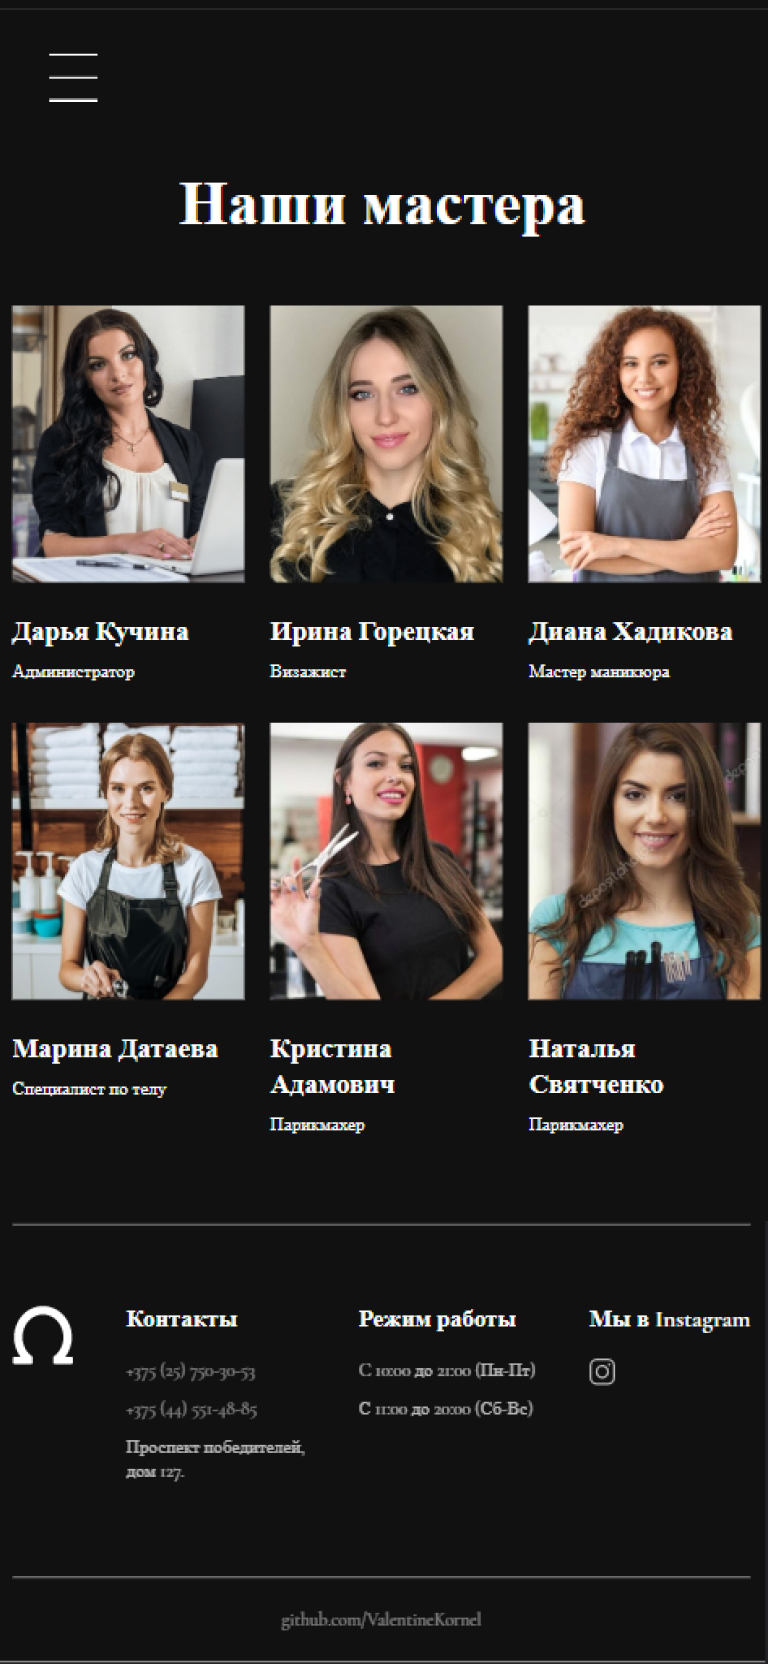 Наши мастера
Дарья Кучина
Администратор
Ирина Горецкая
Визажист
Диана Хадикова
Мастер маникюра
Марина Датаева
Специалист по телу
Кристина
Адамович
Парикмахер
Наталья
Святченко
Парикмахер
Ω
Контакты
+375 (25) 750-30-53
+375 (44) 551-48-85
Проспект победителей,
дом 127.
Режим работы
С 10:00 до 21:00 (Пн-Пт)
С 11:00 до 20:00 (Сб-Вс)
Мы в Instagram
github.com/ValentineKornel